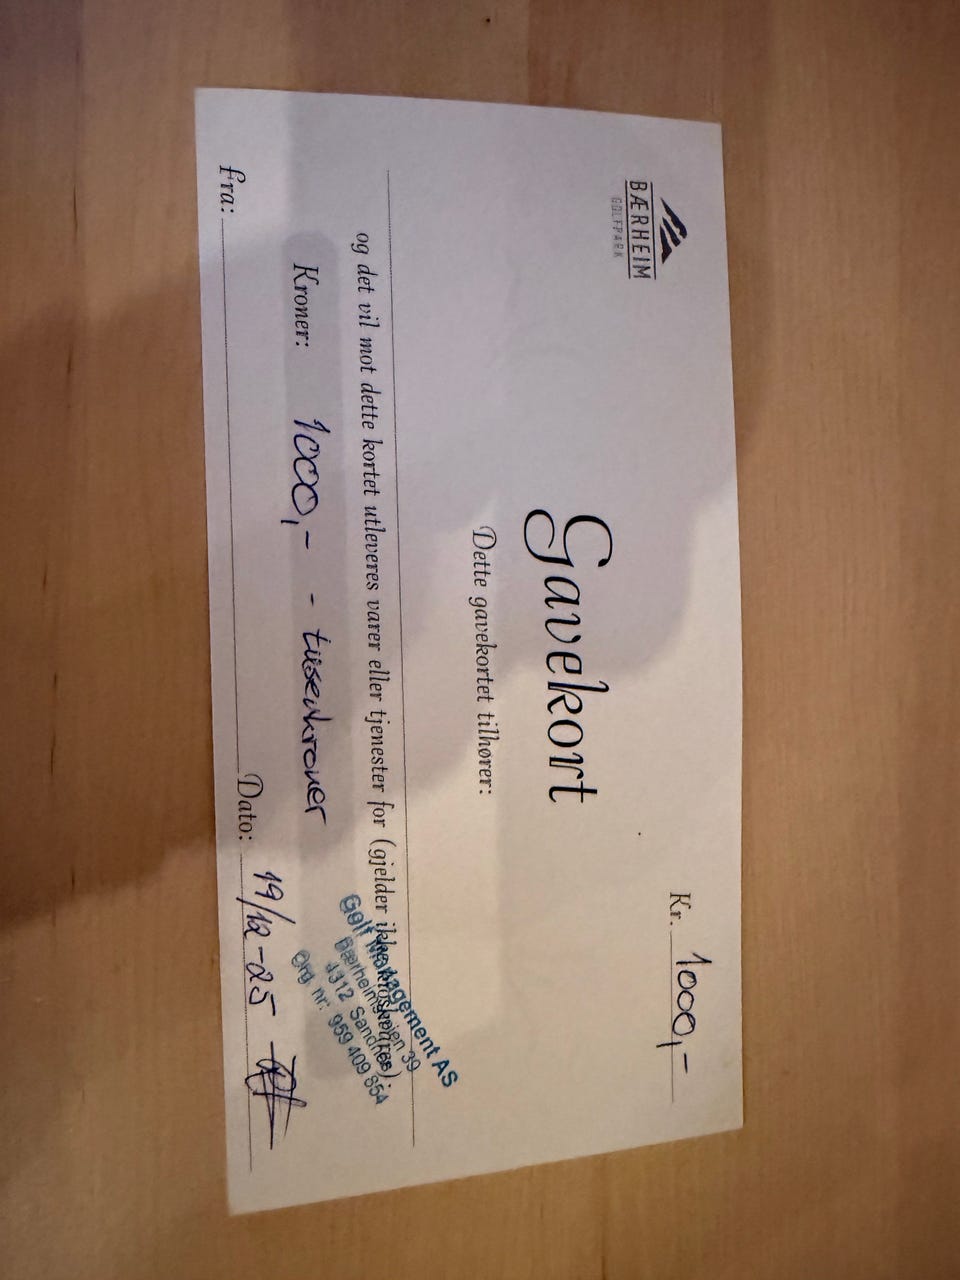 BÆRHEIM
GOLFPARK
Kr. 1000,-
Gavekort
Dette gavekortet tilhører:
og det vil mot dette kortet utleveres varer eller tjenester for (gjelder ikke kioskvarer):
Kroner: 1000,- - tusenkroner
Golf Management AS
Bærheimsveien 39
4312 Sandnes
Org nr: 959 409 854
fra:
Dato: 19/12-25